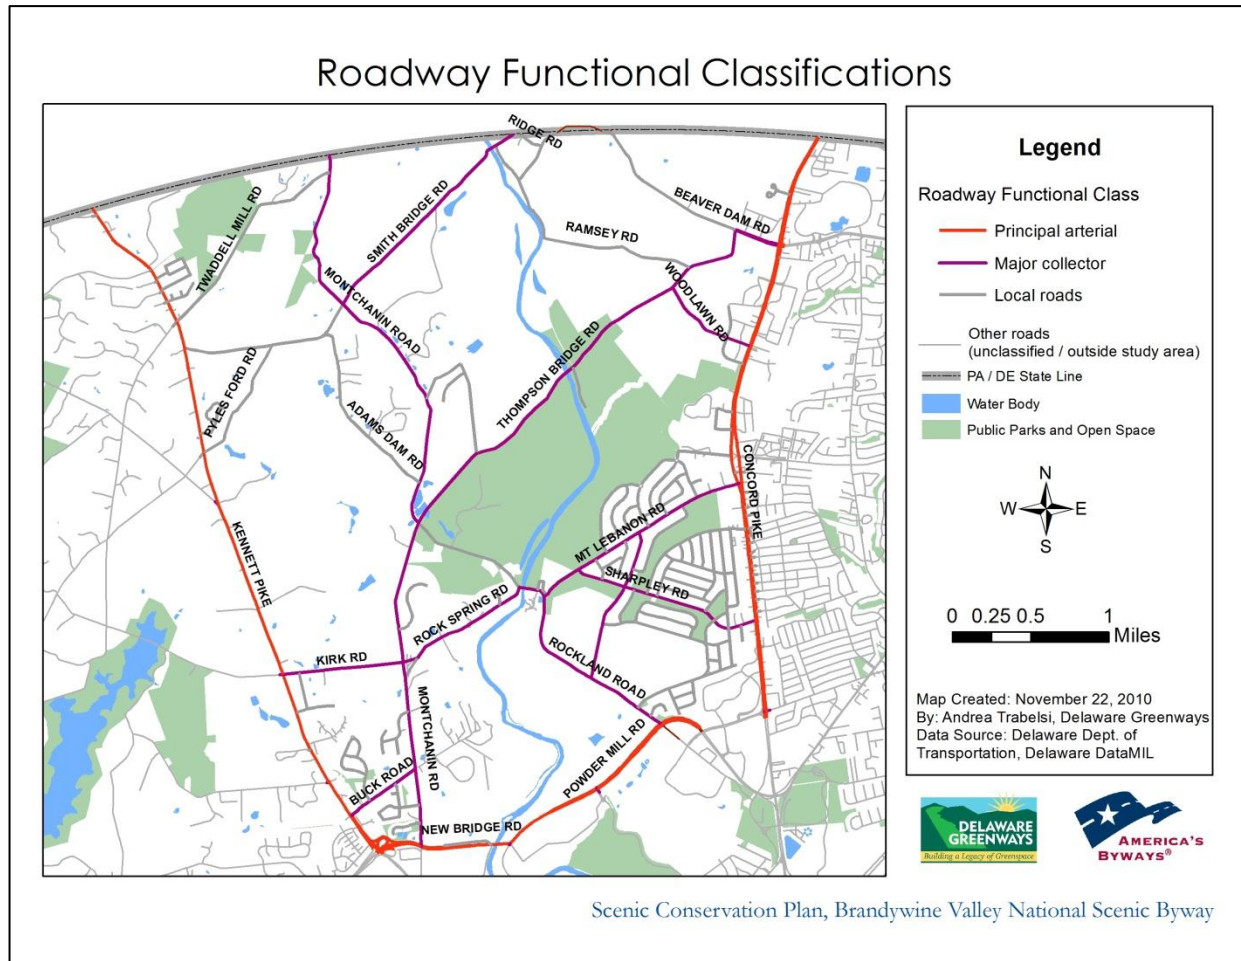 Roadway Functional Classifications
RIDGE RD
BEAVER DAM RD
RAMSEY RD
SMITH BRIDGE RD
TWADDELL MILL RD
MONTCHANIN ROAD
WOODLAWN RD
THOMPSON BRIDGE RD
PYLES FORD RD
ADAMS DAM RD
CONCORD PIKE
KENNETT PIKE
MT LEBANON RD
SHARPLEY RD
ROCK SPRING RD
KIRK RD
ROCKLAND ROAD
MONTCHANIN RD
POWDER MILL RD
BUCK ROAD
NEW BRIDGE RD
Legend
Roadway Functional Class
Principal arterial
Major collector
Local roads
Other roads
(unclassified / outside study area)
PA / DE State Line
Water Body
Public Parks and Open Space
N
W E
S
0 0.25 0.5 1
Miles
Map Created: November 22, 2010
By: Andrea Trabelsi, Delaware Greenways
Data Source: Delaware Dept. of
Transportation, Delaware DataMIL
DELAWARE
GREENWAYS
Building a Legacy of Greenspace
AMERICA'S
BYWAYS®
Scenic Conservation Plan, Brandywine Valley National Scenic Byway